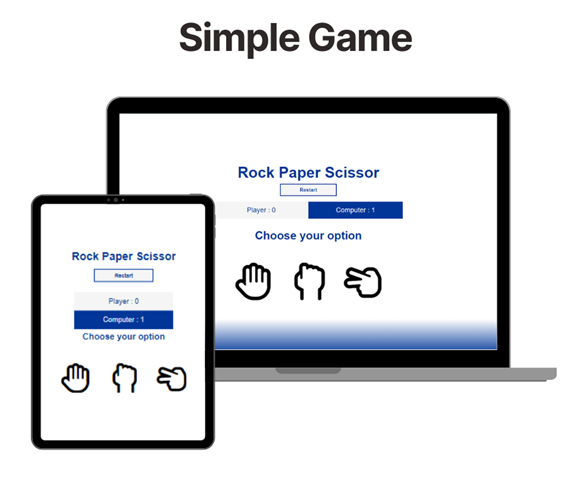 Simple Game
Rock Paper Scissor
Restart
Player : 0 Computer : 1
Choose your option
Rock Paper Scissor
Restart
Player : 0
Computer : 1
Choose your option